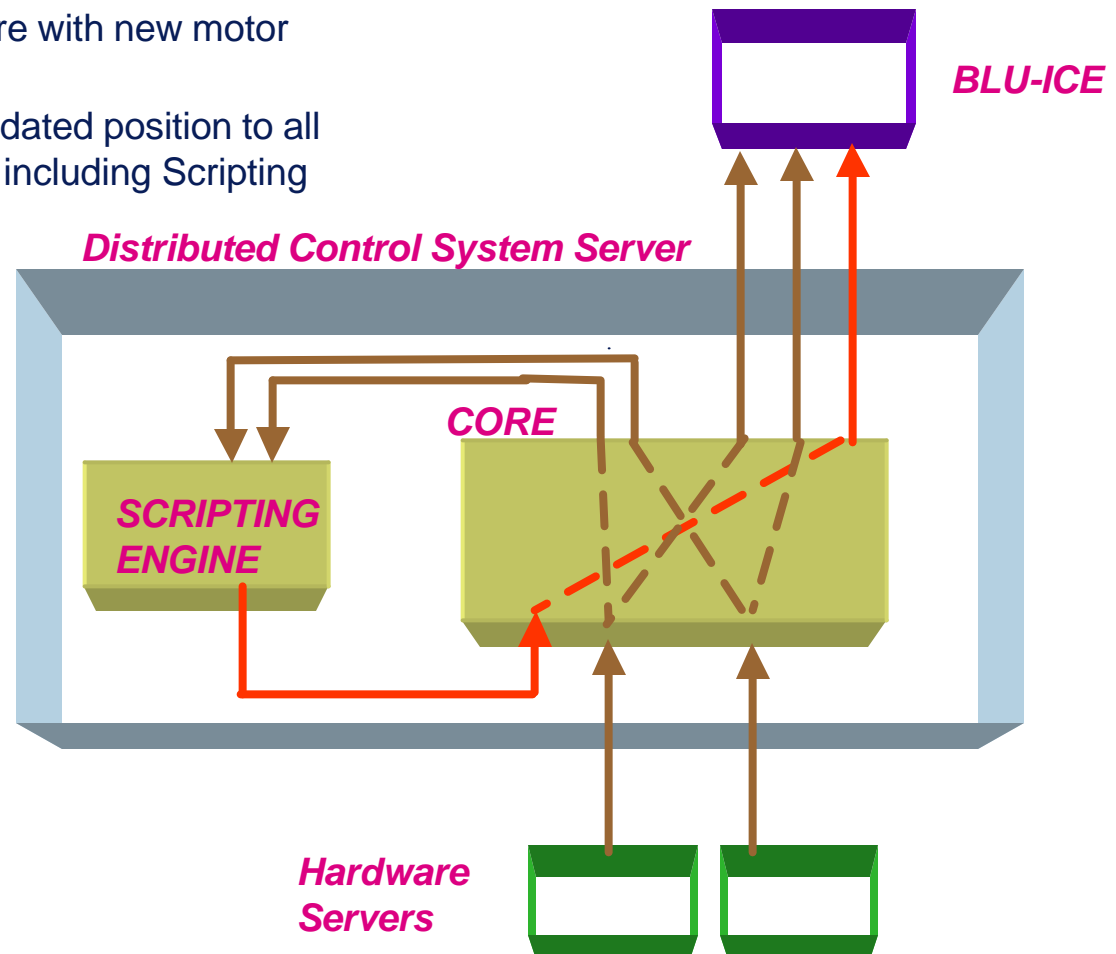 re with new motor
dated position to all
including Scripting
BLU-ICE
Distributed Control System Server
CORE
SCRIPTING
ENGINE
Hardware
Servers